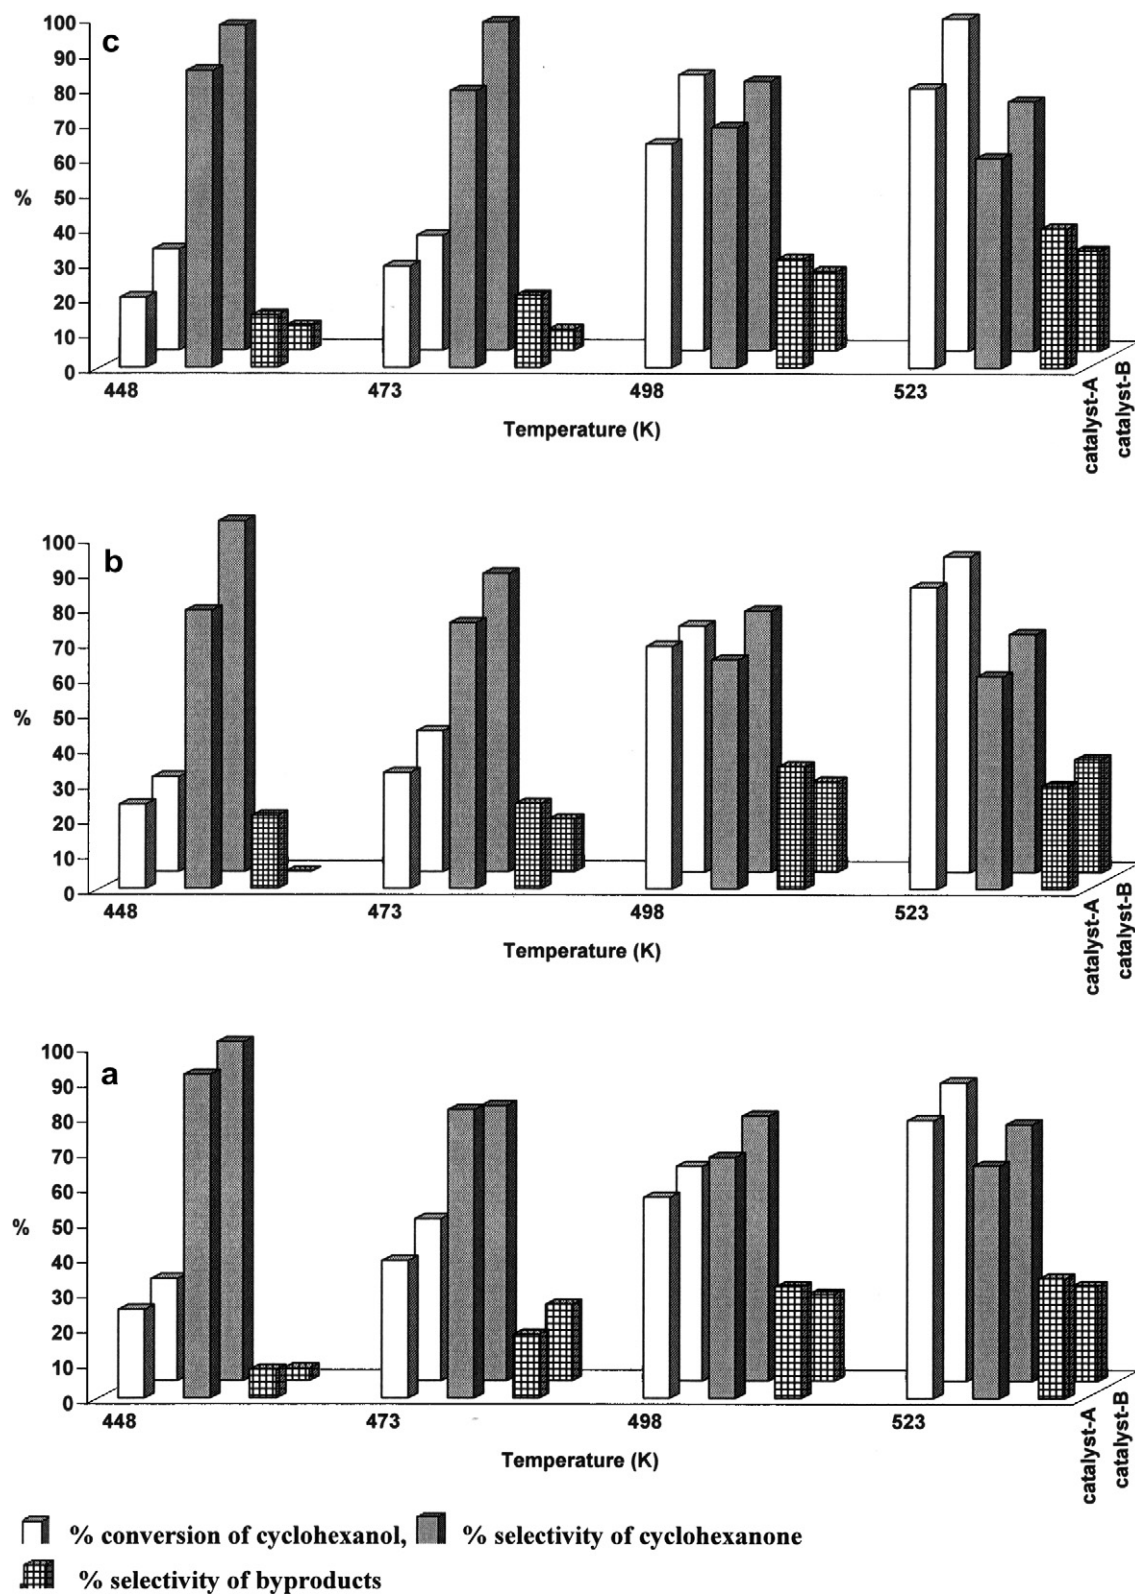 c
100
90
80
70
60
%
50
40
30
20
10
0
448 473 498 523
Temperature (K)
catalyst-A
catalyst-B
b
100
90
80
70
60
%
50
40
30
20
10
0
448 473 498 523
Temperature (K)
catalyst-A
catalyst-B
a
100
90
80
70
60
%
50
40
30
20
10
0
448 473 498 523
Temperature (K)
catalyst-A
catalyst-B
% conversion of cyclohexanol, % selectivity of cyclohexanone
% selectivity of byproducts